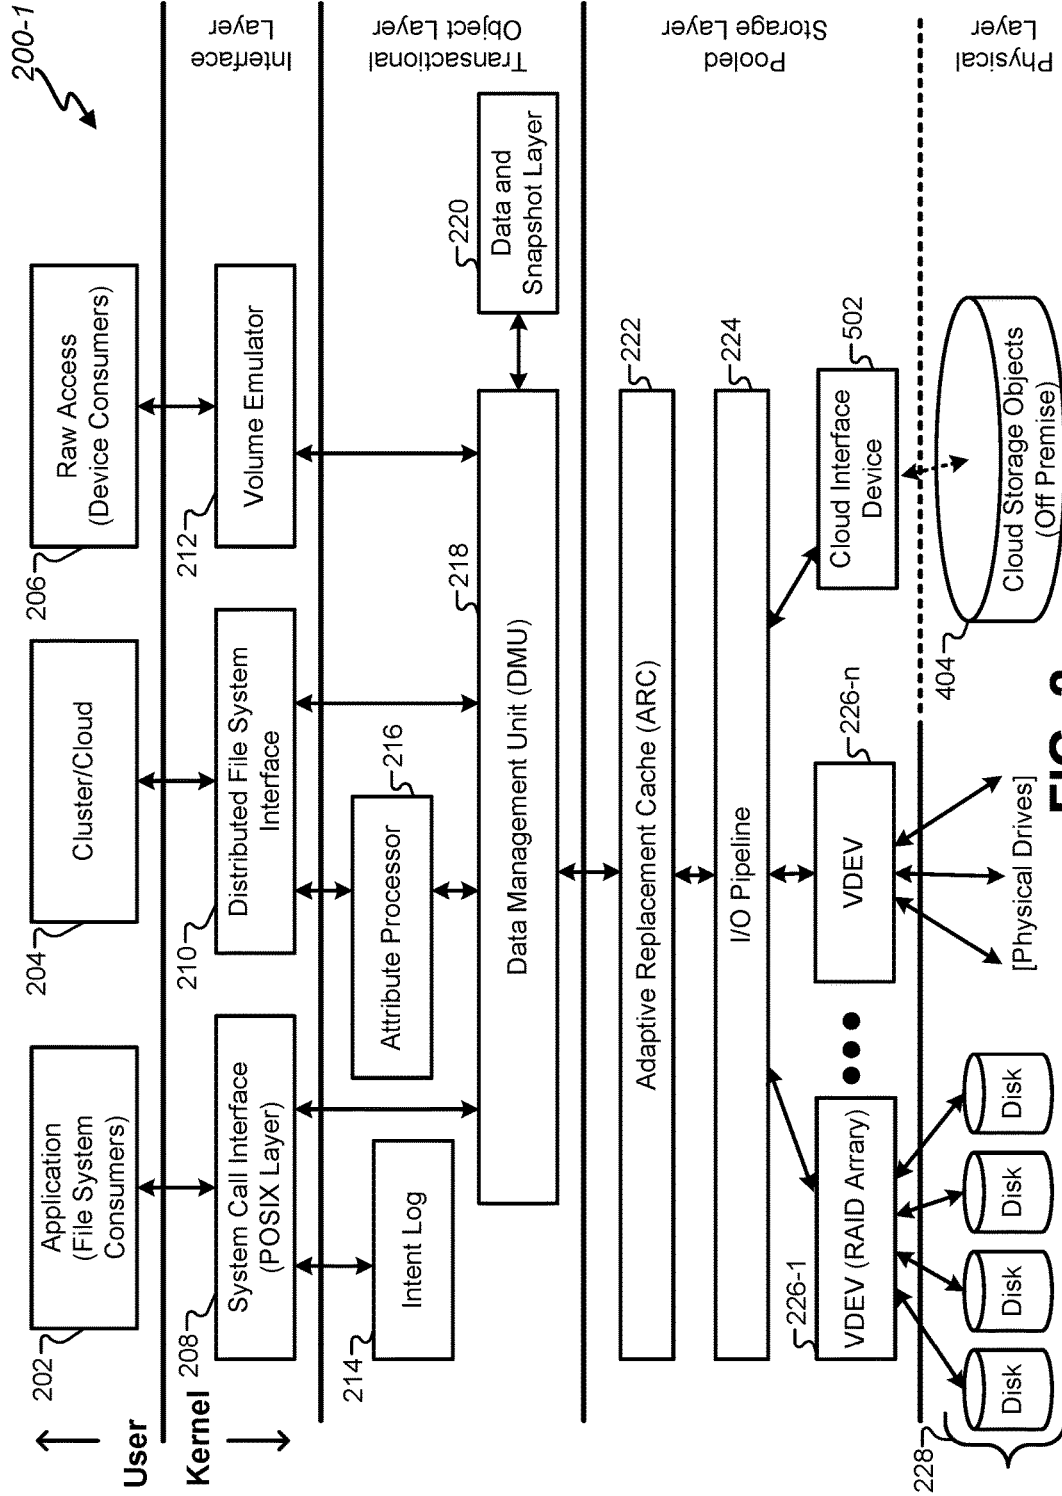 200-1
User
Kernel
202
Application
(File System
Consumers)
204
Cluster/Cloud
206
Raw Access
(Device Consumers)
208
System Call Interface
(POSIX Layer)
210
Distributed File System
Interface
212
Volume Emulator
Interface
Layer
214
Intent Log
216
Attribute Processor
218
Data Management Unit (DMU)
220
Data and
Snapshot Layer
Transactional
Object Layer
222
Adaptive Replacement Cache (ARC)
224
I/O Pipeline
226-1
VDEV (RAID Arrary)
226-n
VDEV
502
Cloud Interface
Device
Pooled
Storage Layer
228
Disk
Disk
Disk
Disk
[Physical Drives]
404
Cloud Storage Objects
(Off Premise)
Physical
Layer
FIG.